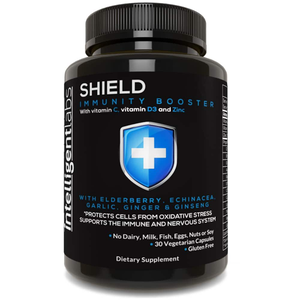 Intelligentlabs
SHIELD
IMMUNITY BOOSTER
With vitamin C, vitamin D3 and Zinc
WITH ELDERBERRY, ECHINACEA,
GARLIC, GINGER & GINSENG
*PROTECTS CELLS FROM OXIDATIVE STRESS
SUPPORTS THE IMMUNE AND NERVOUS SYSTEM
• No Dairy, Milk, Fish, Eggs, Nuts or Soy
• 30 Vegetarian Capsules
• Gluten Free
Dietary Supplement